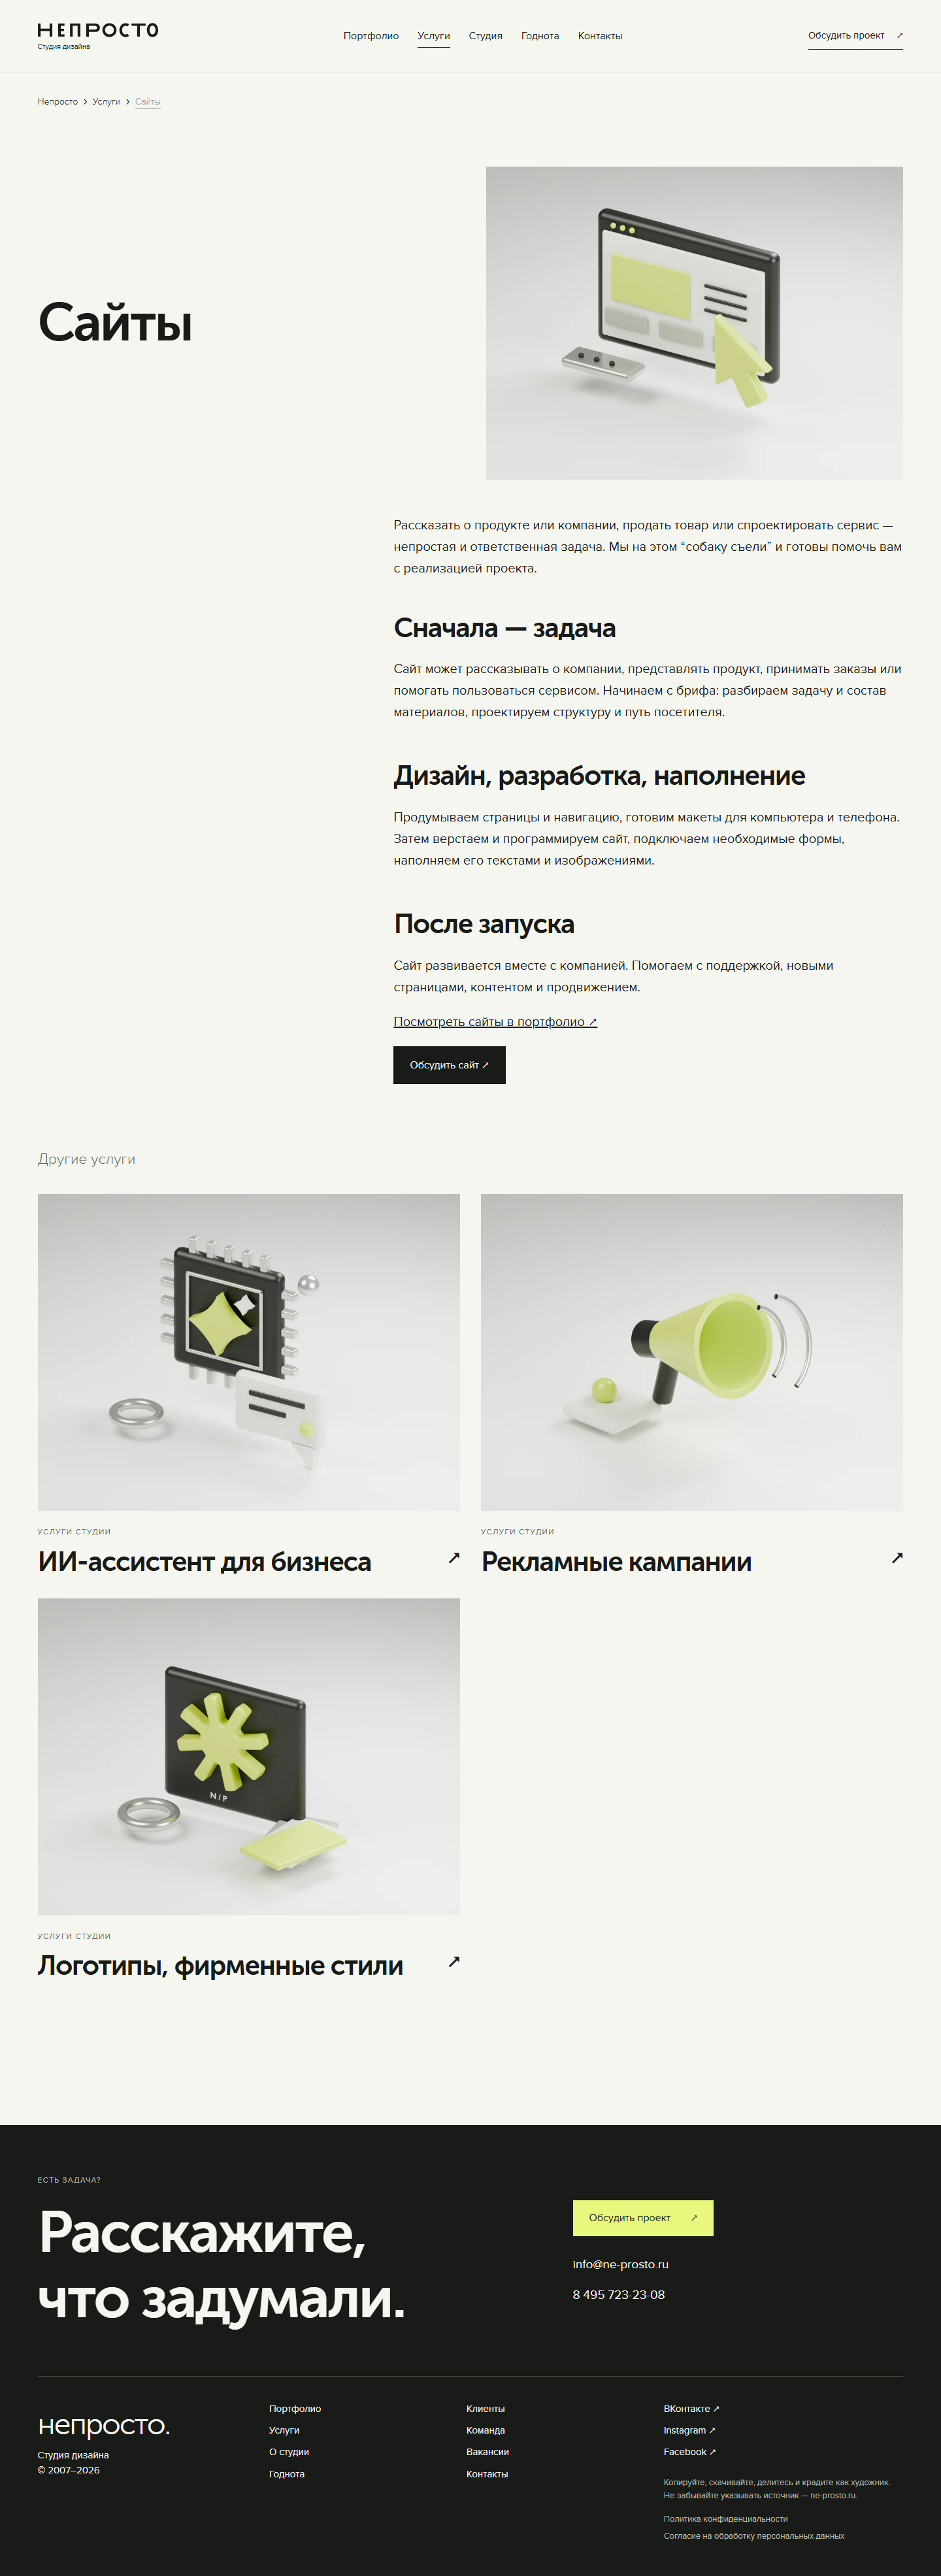 НЕПРОСТО
Студия дизайна
Портфолио Услуги Студия Годнота Контакты
Обсудить проект ↗
Непросто › Услуги › Сайты
Сайты
Рассказать о продукте или компании, продать товар или спроектировать сервис —
непростая и ответственная задача. Мы на этом “собаку съели” и готовы помочь вам
с реализацией проекта.
Сначала — задача
Сайт может рассказывать о компании, представлять продукт, принимать заказы или
помогать пользоваться сервисом. Начинаем с брифа: разбираем задачу и состав
материалов, проектируем структуру и путь посетителя.
Дизайн, разработка, наполнение
Продумываем страницы и навигацию, готовим макеты для компьютера и телефона.
Затем верстаем и программируем сайт, подключаем необходимые формы,
наполняем его текстами и изображениями.
После запуска
Сайт развивается вместе с компанией. Помогаем с поддержкой, новыми
страницами, контентом и продвижением.
Посмотреть сайты в портфолио ↗
Обсудить сайт ↗
Другие услуги
УСЛУГИ СТУДИИ
ИИ-ассистент для бизнеса ↗
УСЛУГИ СТУДИИ
Рекламные кампании ↗
N/P
УСЛУГИ СТУДИИ
Логотипы, фирменные стили ↗
ЕСТЬ ЗАДАЧА?
Расскажите,
что задумали.
Обсудить проект ↗
info@ne-prosto.ru
8 495 723-23-08
непросто.
Студия дизайна
© 2007–2026
Портфолио
Услуги
О студии
Годнота
Клиенты
Команда
Вакансии
Контакты
ВКонтакте ↗
Instagram ↗
Facebook ↗
Копируйте, скачивайте, делитесь и крадите как художник.
Не забывайте указывать источник — ne-prosto.ru.
Политика конфиденциальности
Согласие на обработку персональных данных